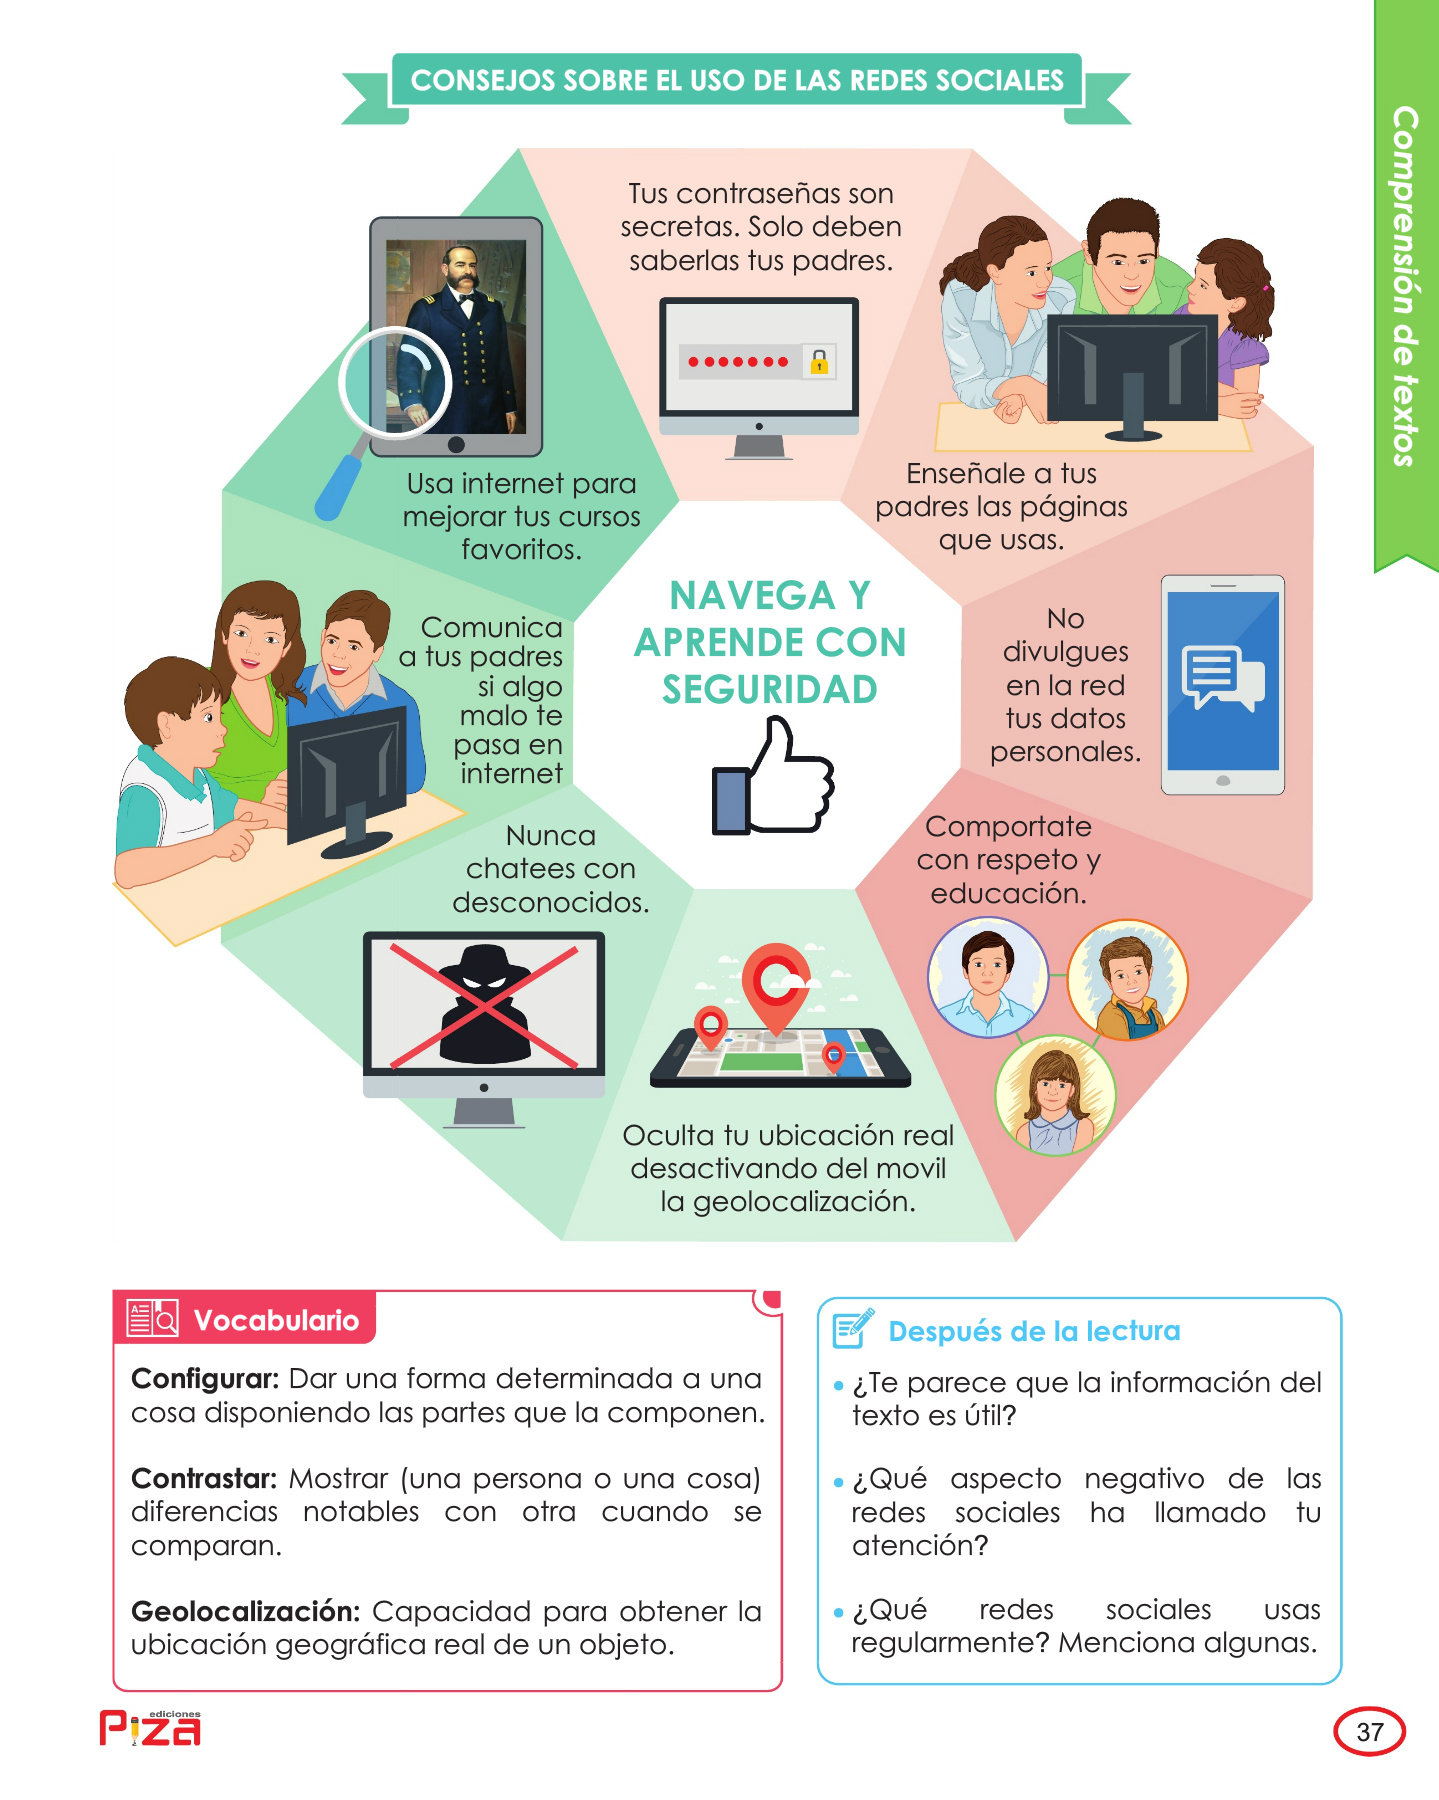 CONSEJOS SOBRE EL USO DE LAS REDES SOCIALES
Comprensión de textos
Tus contraseñas son
secretas. Solo deben
saberlas tus padres.
Enseñale a tus
padres las páginas
que usas.
No
divulgues
en la red
tus datos
personales.
Comportate
con respeto y
educación.
Oculta tu ubicación real
desactivando del movil
la geolocalización.
Nunca
chatees con
desconocidos.
Comunica
a tus padres
si algo
malo te
pasa en
internet
Usa internet para
mejorar tus cursos
favoritos.
NAVEGA Y
APRENDE CON
SEGURIDAD
Vocabulario
Configurar: Dar una forma determinada a una
cosa disponiendo las partes que la componen.
Contrastar: Mostrar (una persona o una cosa)
diferencias notables con otra cuando se
comparan.
Geolocalización: Capacidad para obtener la
ubicación geográfica real de un objeto.
Después de la lectura
• ¿Te parece que la información del
texto es útil?
• ¿Qué aspecto negativo de las
redes sociales ha llamado tu
atención?
• ¿Qué redes sociales usas
regularmente? Menciona algunas.
ediciones
Piza
37